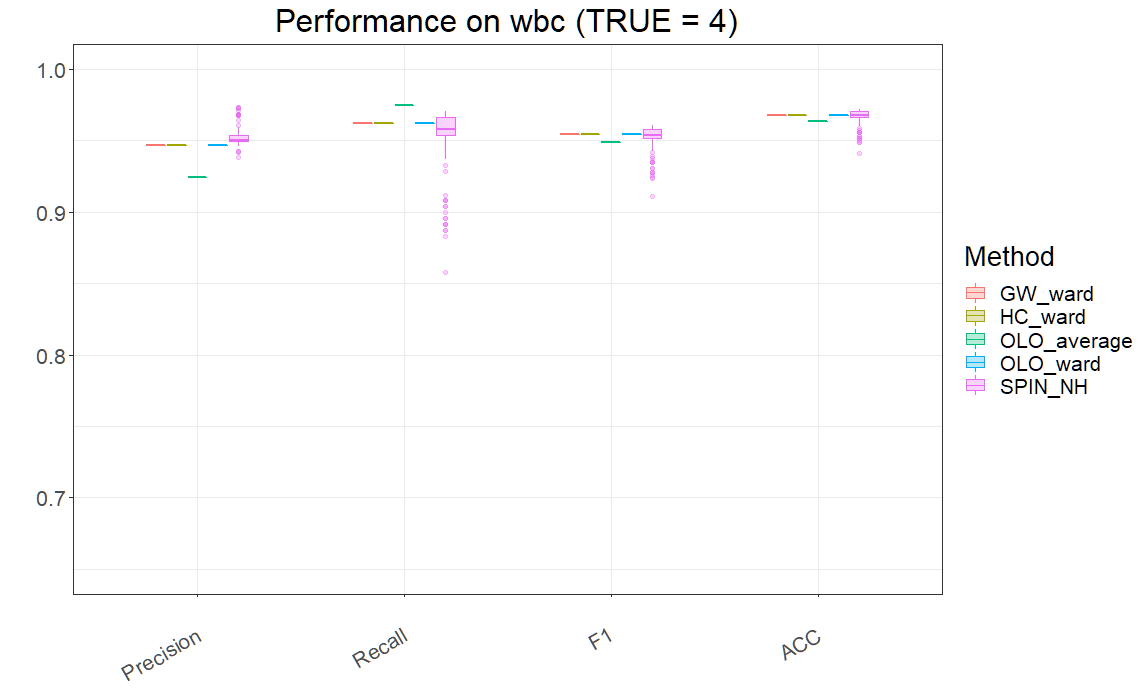 Performance on wbc (TRUE = 4)
1.0
0.9
0.8
0.7
Precision
Recall
F1
ACC
Method
GW_ward
HC_ward
OLO_average
OLO_ward
SPIN_NH